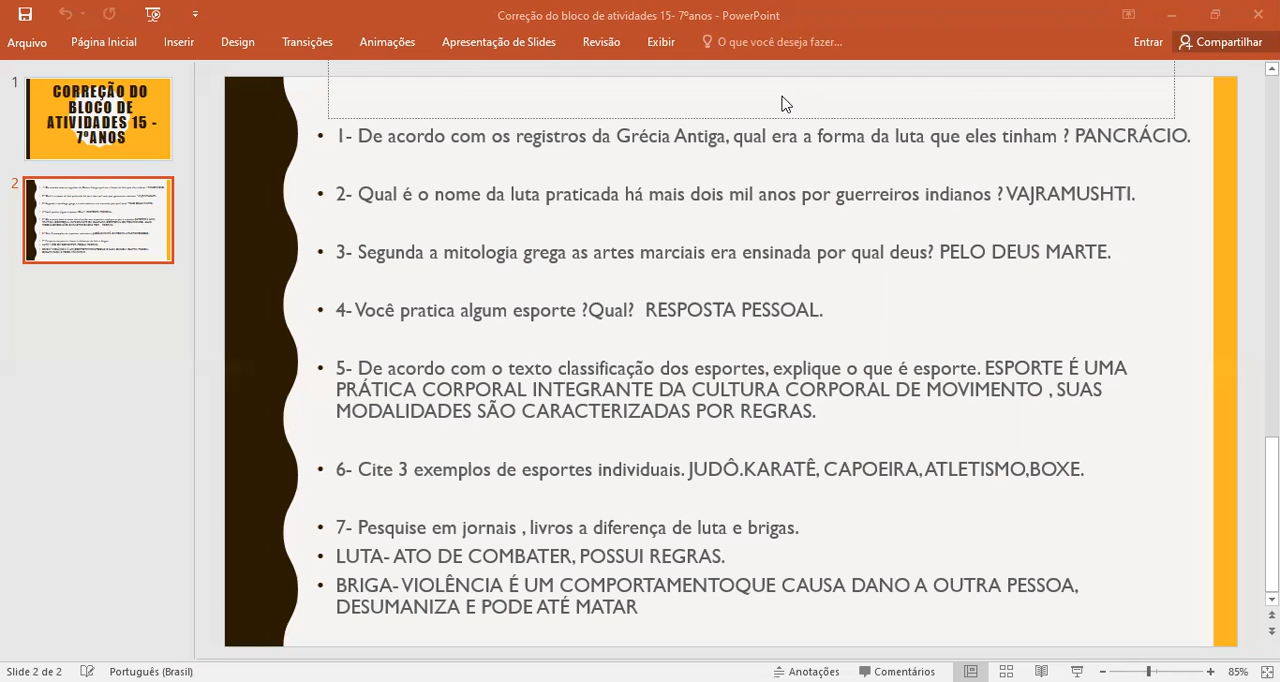 Correção do bloco de atividades 15- 7ºanos - PowerPoint
Arquivo Página Inicial Inserir Design Transições Animações Apresentação de Slides Revisão Exibir O que você deseja fazer... Entrar Compartilhar
1
CORREÇÃO DO
BLOCO DE
ATIVIDADES 15 -
7ºANOS
2
• 1- De acordo com os registros da Grécia Antiga, qual era a forma da luta que eles tinham ? PANCRÁCIO.
• 2- Qual é o nome da luta praticada há mais dois mil anos por guerreiros indianos ? VAJRAMUSHTI.
• 3- Segunda a mitologia grega as artes marciais era ensinada por qual deus? PELO DEUS MARTE.
• 4- Você pratica algum esporte ?Qual? RESPOSTA PESSOAL.
• 5- De acordo com o texto classificação dos esportes, explique o que é esporte. ESPORTE É UMA
PRÁTICA CORPORAL INTEGRANTE DA CULTURA CORPORAL DE MOVIMENTO , SUAS
MODALIDADES SÃO CARACTERIZADAS POR REGRAS.
• 6- Cite 3 exemplos de esportes individuais. JUDÔ.KARATÊ, CAPOEIRA, ATLETISMO,BOXE.
• 7- Pesquise em jornais , livros a diferença de luta e brigas.
• LUTA- ATO DE COMBATER, POSSUI REGRAS.
• BRIGA- VIOLÊNCIA É UM COMPORTAMENTOQUE CAUSA DANO A OUTRA PESSOA,
DESUMANIZA E PODE ATÉ MATAR
Slide 2 de 2 Português (Brasil) Anotações Comentários 85%